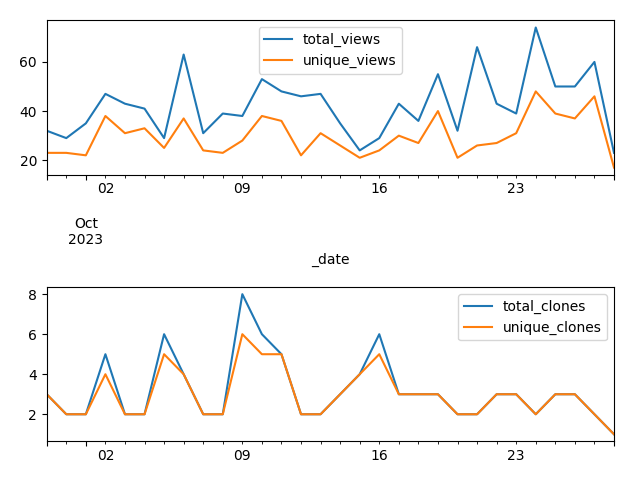 total_views
unique_views
60
40
20
02 09 16 23
Oct
2023
_date
total_clones
unique_clones
8
6
4
2
02 09 16 23